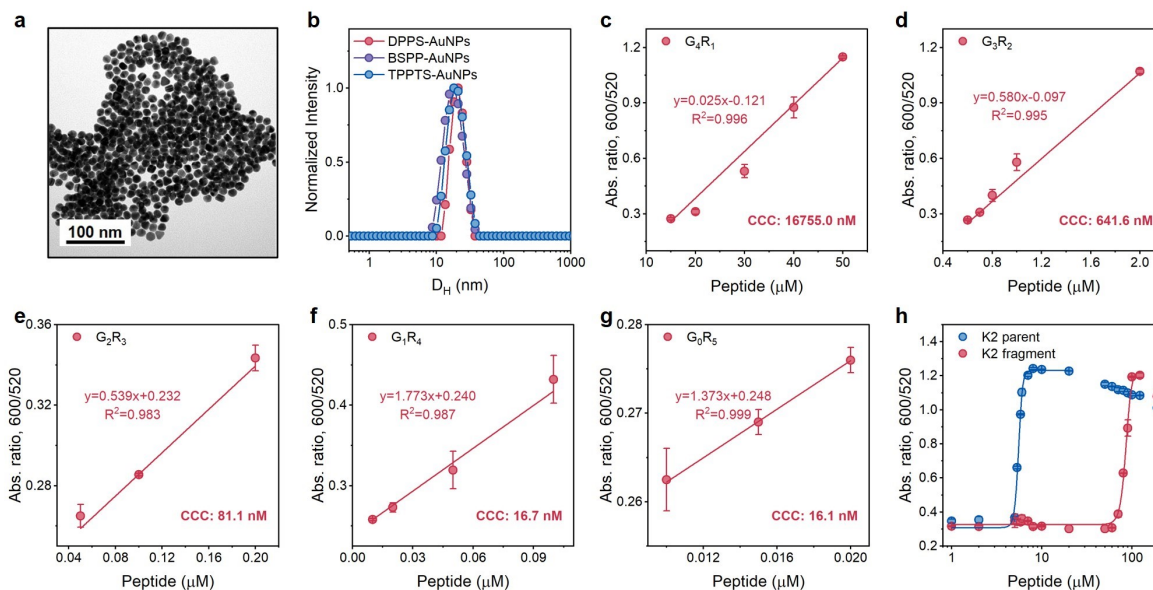 a
100 nm
b
DPPS-AuNPs
BSPP-AuNPs
TPPTS-AuNPs
Normalized Intensity
1.0
0.5
0.0
1
10
100
1000
D_H (nm)
c
G₄R₁
Abs. ratio, 600/520
1.2
0.9
0.6
0.3
y=0.025x-0.121
R²=0.996
CCC: 16755.0 nM
10
20
30
40
50
Peptide (μM)
d
G₃R₂
Abs. ratio, 600/520
1.2
0.9
0.6
0.3
y=0.580x-0.097
R²=0.995
CCC: 641.6 nM
0.4
0.8
1.2
1.6
2.0
Peptide (μM)
e
G₂R₃
Abs. ratio, 600/520
0.36
0.32
0.28
y=0.539x+0.232
R²=0.983
CCC: 81.1 nM
0.04
0.08
0.12
0.16
0.20
Peptide (μM)
f
G₁R₄
Abs. ratio, 600/520
0.5
0.4
0.3
y=1.773x+0.240
R²=0.987
CCC: 16.7 nM
0.00
0.03
0.06
0.09
Peptide (μM)
g
G₀R₅
Abs. ratio, 600/520
0.28
0.27
0.26
y=1.373x+0.248
R²=0.999
CCC: 16.1 nM
0.012
0.016
0.020
Peptide (μM)
h
K2 parent
K2 fragment
Abs. ratio, 600/520
1.4
1.2
1.0
0.8
0.6
0.4
0.2
1
10
100
Peptide (μM)